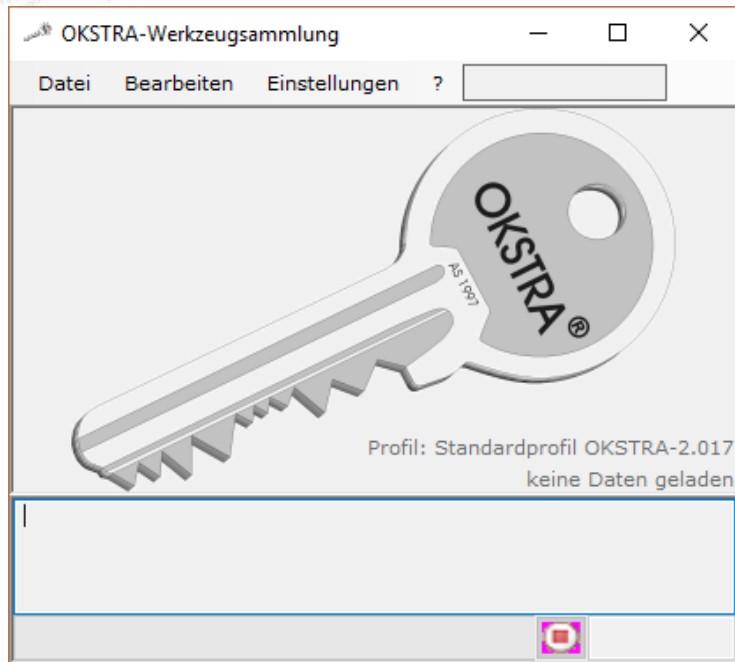 OKSTRA-Werkzeugsammlung
Datei Bearbeiten Einstellungen ?
OKSTRA®
AS 1997
Profil: Standardprofil OKSTRA-2.017
keine Daten geladen